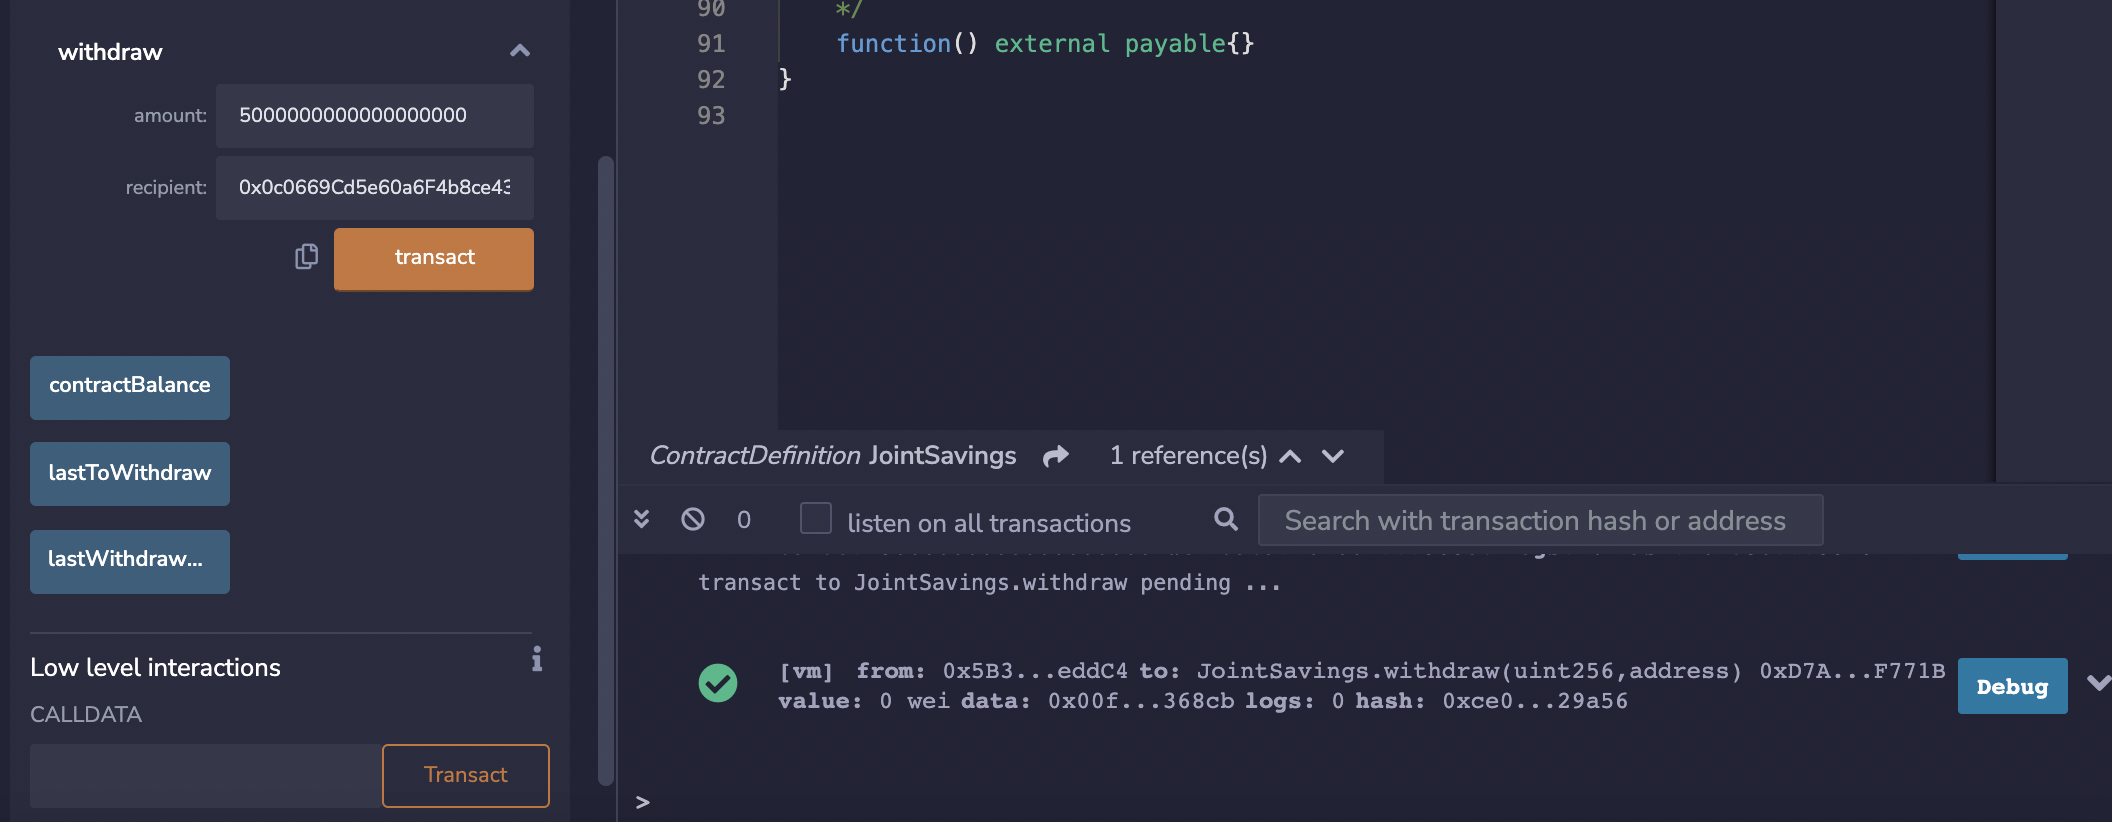 withdraw
amount: 5000000000000000000
recipient: 0x0c0669Cd5e60a6F4b8ce43
transact
contractBalance
lastToWithdraw
lastWithdraw...
Low level interactions
CALLDATA
Transact
90 */
91 function() external payable{}
92 }
93
ContractDefinition JointSavings 1 reference(s)
0 listen on all transactions Search with transaction hash or address
transact to JointSavings.withdraw pending ...
[vm] from: 0x5B3...eddC4 to: JointSavings.withdraw(uint256,address) 0xD7A...F771B
value: 0 wei data: 0x00f...368cb logs: 0 hash: 0xce0...29a56
Debug
>